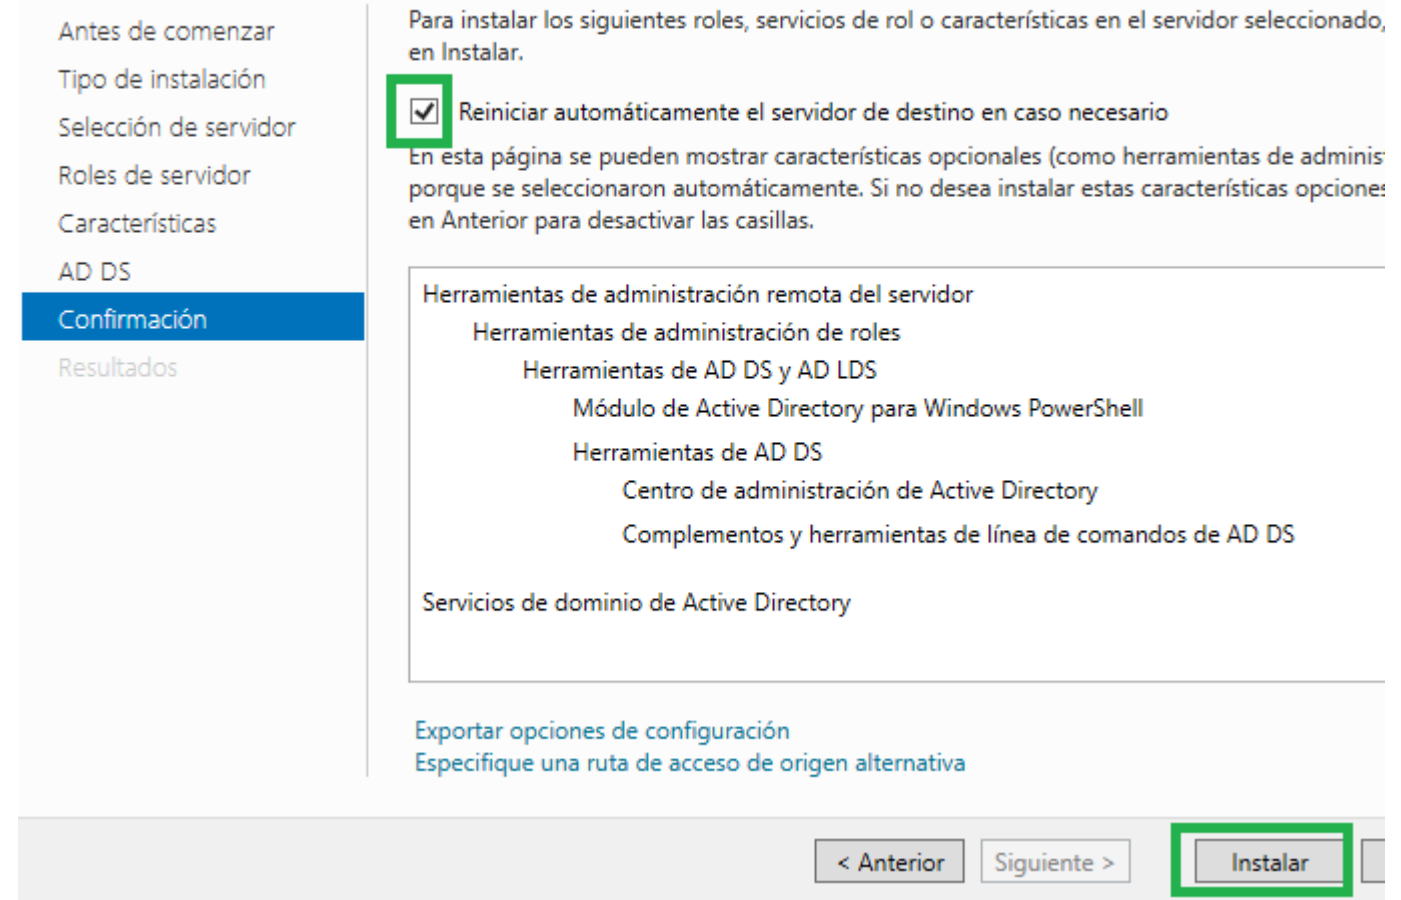 Antes de comenzar
Tipo de instalación
Selección de servidor
Roles de servidor
Características
AD DS
Confirmación
Resultados
Para instalar los siguientes roles, servicios de rol o características en el servidor seleccionado,
en Instalar.
Reiniciar automáticamente el servidor de destino en caso necesario
En esta página se pueden mostrar características opcionales (como herramientas de adminis
porque se seleccionaron automáticamente. Si no desea instalar estas características opciones
en Anterior para desactivar las casillas.
Herramientas de administración remota del servidor
Herramientas de administración de roles
Herramientas de AD DS y AD LDS
Módulo de Active Directory para Windows PowerShell
Herramientas de AD DS
Centro de administración de Active Directory
Complementos y herramientas de línea de comandos de AD DS
Servicios de dominio de Active Directory
Exportar opciones de configuración
Especifique una ruta de acceso de origen alternativa
< Anterior Siguiente > Instalar